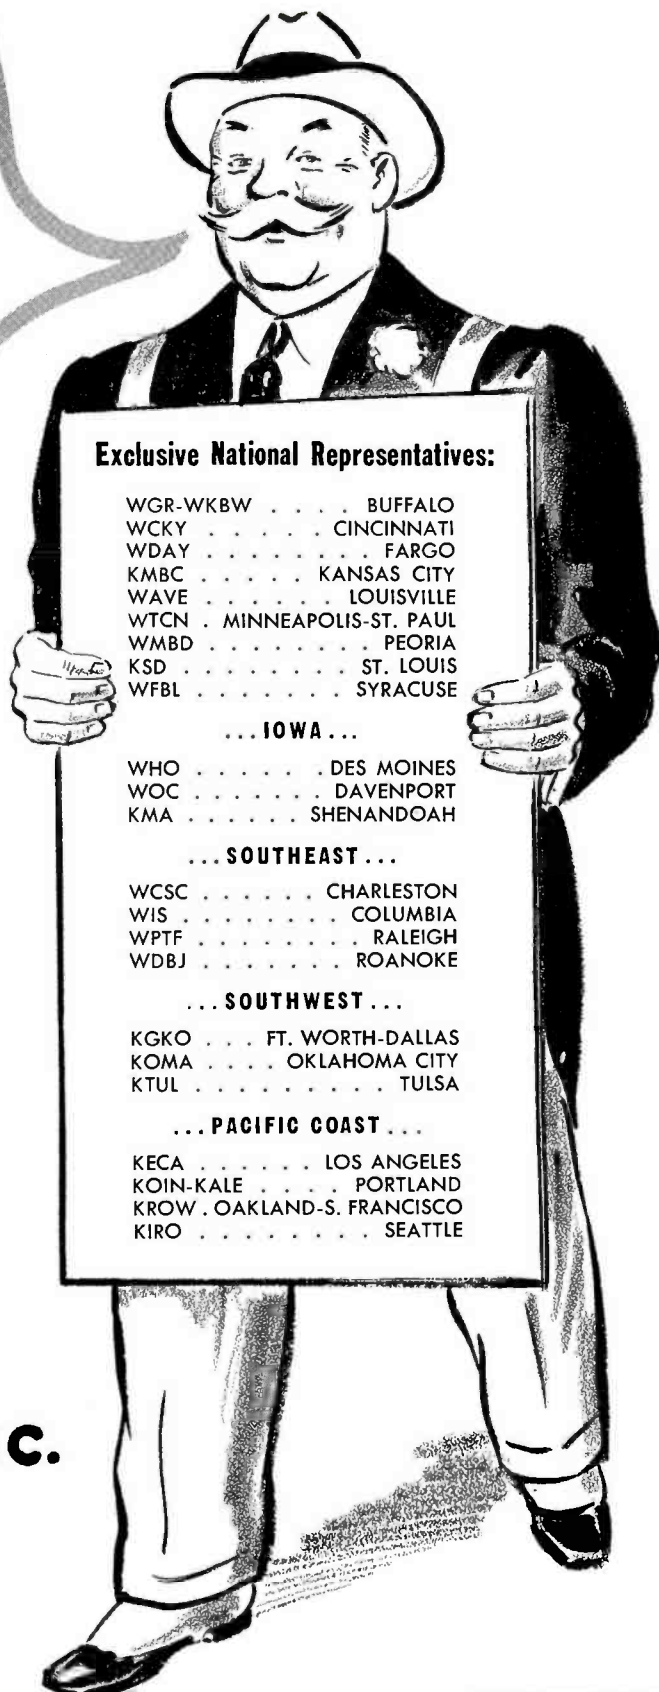 Exclusive National Representatives:
WGR-WKBW . . . . BUFFALO
WCKY . . . . . . CINCINNATI
WDAY . . . . . . . . FARGO
KMBC . . . . . KANSAS CITY
WAVE . . . . . . LOUISVILLE
WTCN . MINNEAPOLIS-ST. PAUL
WMBD . . . . . . . PEORIA
KSD . . . . . . . . ST. LOUIS
WFBL . . . . . . . SYRACUSE
...IOWA...
WHO . . . . . . DES MOINES
WOC . . . . . . . DAVENPORT
KMA . . . . . . SHENANDOAH
...SOUTHEAST...
WCSC . . . . . . CHARLESTON
WIS . . . . . . . . COLUMBIA
WPTF . . . . . . . . RALEIGH
WDBJ . . . . . . . ROANOKE
...SOUTHWEST...
KGKO . . . FT. WORTH-DALLAS
KOMA . . . . OKLAHOMA CITY
KTUL . . . . . . . . . TULSA
...PACIFIC COAST...
KECA . . . . . . LOS ANGELES
KOIN-KALE . . . . PORTLAND
KROW . OAKLAND-S. FRANCISCO
KIRO . . . . . . . . SEATTLE
C.